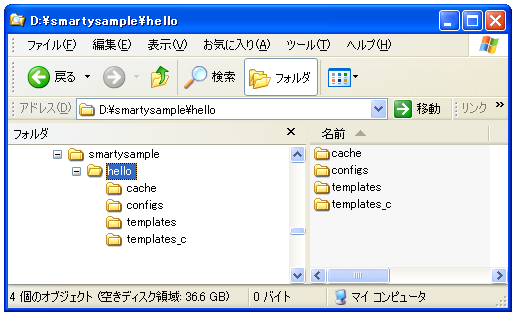 D:¥smartysample¥hello
ファイル(F) 編集(E) 表示(V) お気に入り(A) ツール(T) ヘルプ(H)
戻る 検索 フォルダ
アドレス(D) D:¥smartysample¥hello 移動 リンク »
フォルダ × 名前
smartysample
hello
cache
configs
templates
templates_c
cache
configs
templates
templates_c
4 個のオブジェクト (空きディスク領域: 36.6 GB) 0 バイト マイ コンピュータ